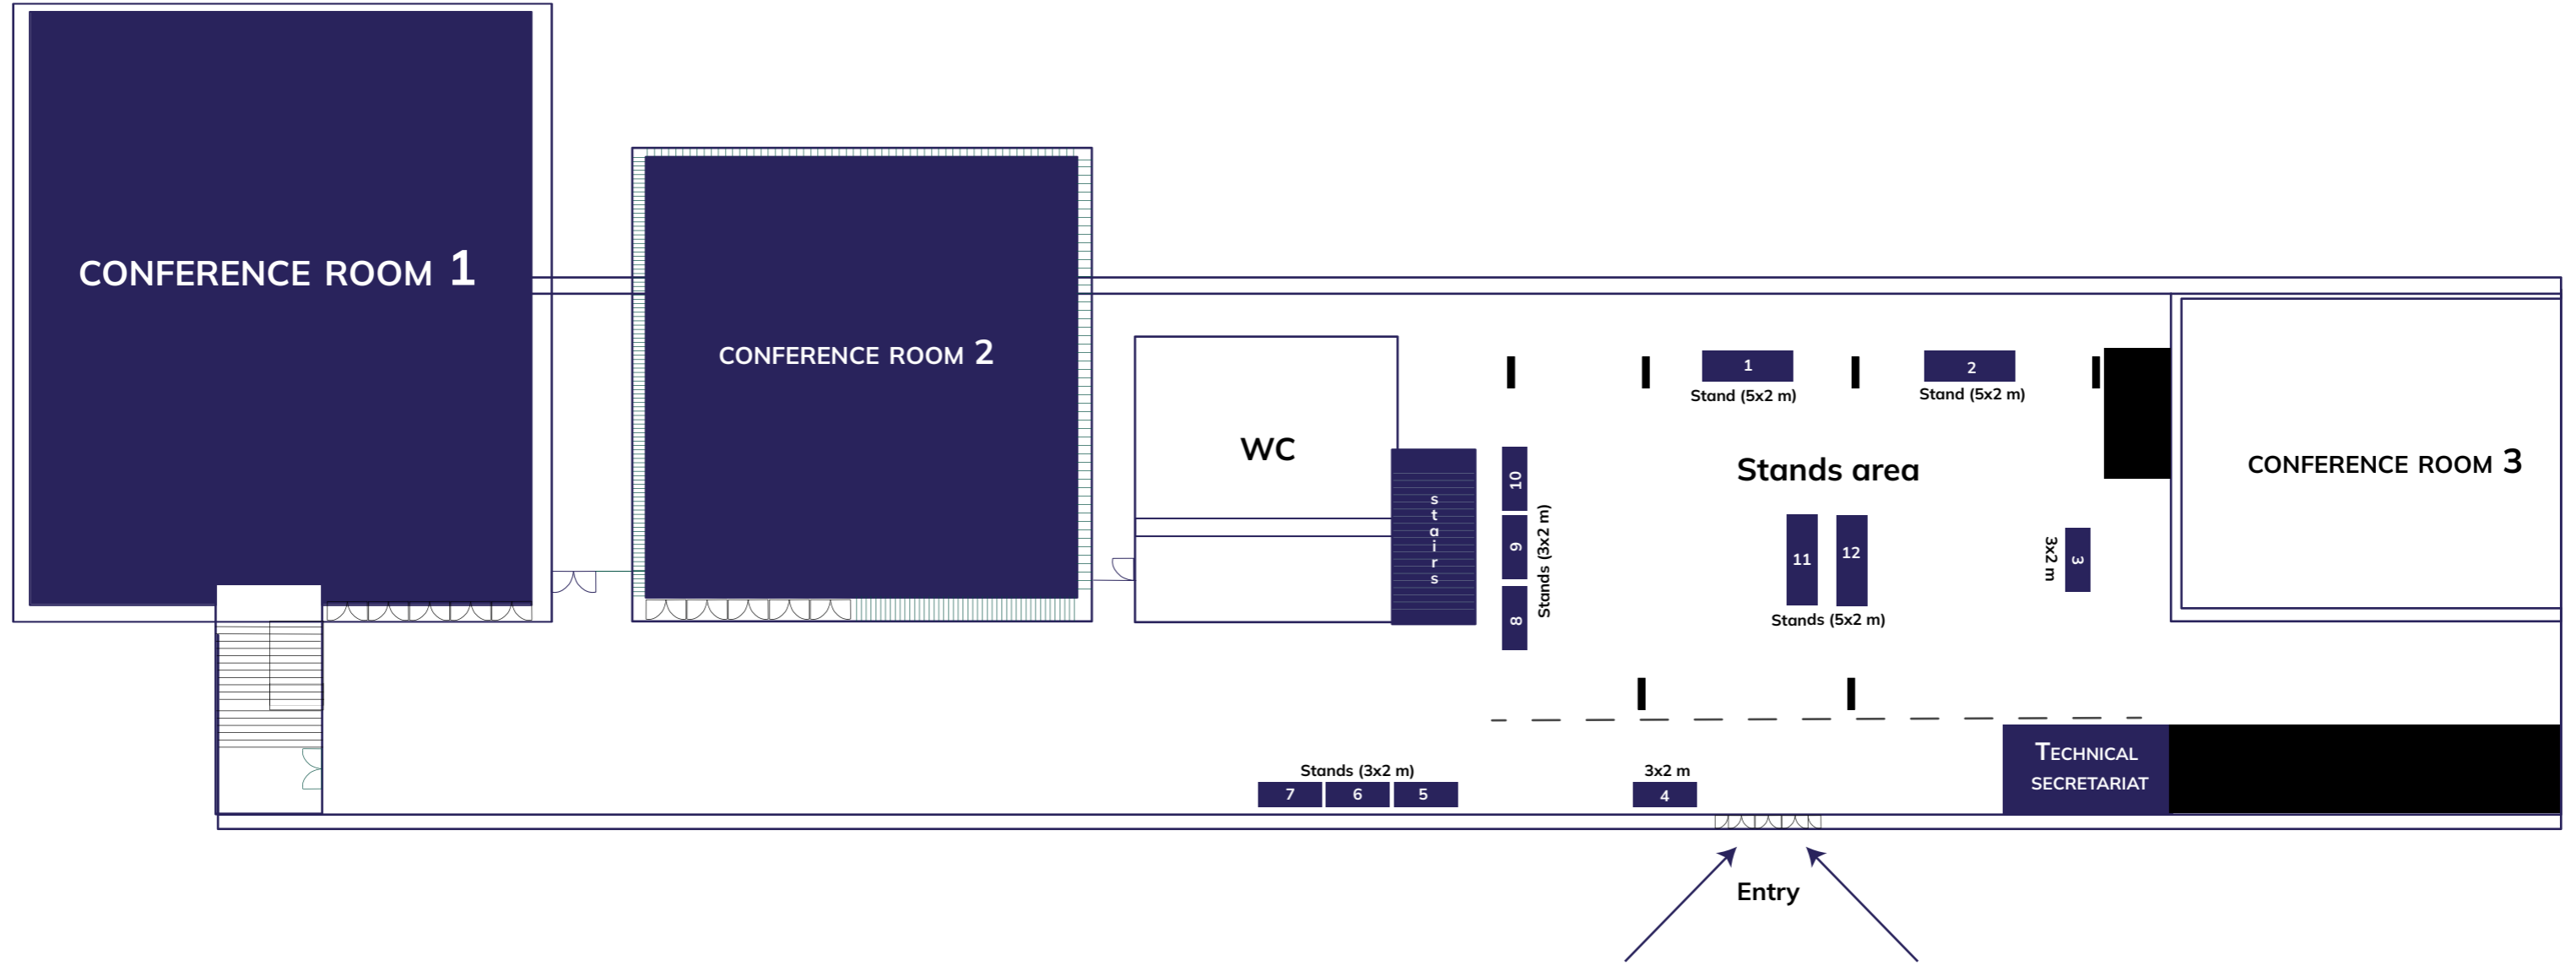 CONFERENCE ROOM 1
CONFERENCE ROOM 2
WC
stairs
1
Stand (5x2 m)
2
Stand (5x2 m)
Stands area
10
9
8
Stands (3x2 m)
11
12
Stands (5x2 m)
3x2 m
3
CONFERENCE ROOM 3
Stands (3x2 m)
7
6
5
3x2 m
4
TECHNICAL
SECRETARIAT
Entry